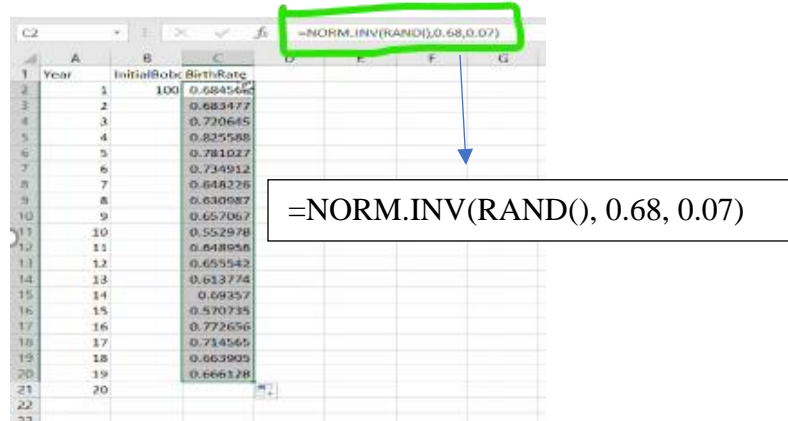 C2 fx =NORM.INV(RAND(),0.68,0.07)
A B C D E F G
1 Year InitialBobc BirthRate
2 1 100 0.684566
3 2 0.683477
4 3 0.720645
5 4 0.825588
6 5 0.781027
7 6 0.734912
8 7 0.648226
9 8 0.630987
10 9 0.657067
11 10 0.552978
12 11 0.648956
13 12 0.655542
14 13 0.613774
15 14 0.69357
16 15 0.570735
17 16 0.772656
18 17 0.714565
19 18 0.663905
20 19 0.666128
21 20
22
23
=NORM.INV(RAND(), 0.68, 0.07)